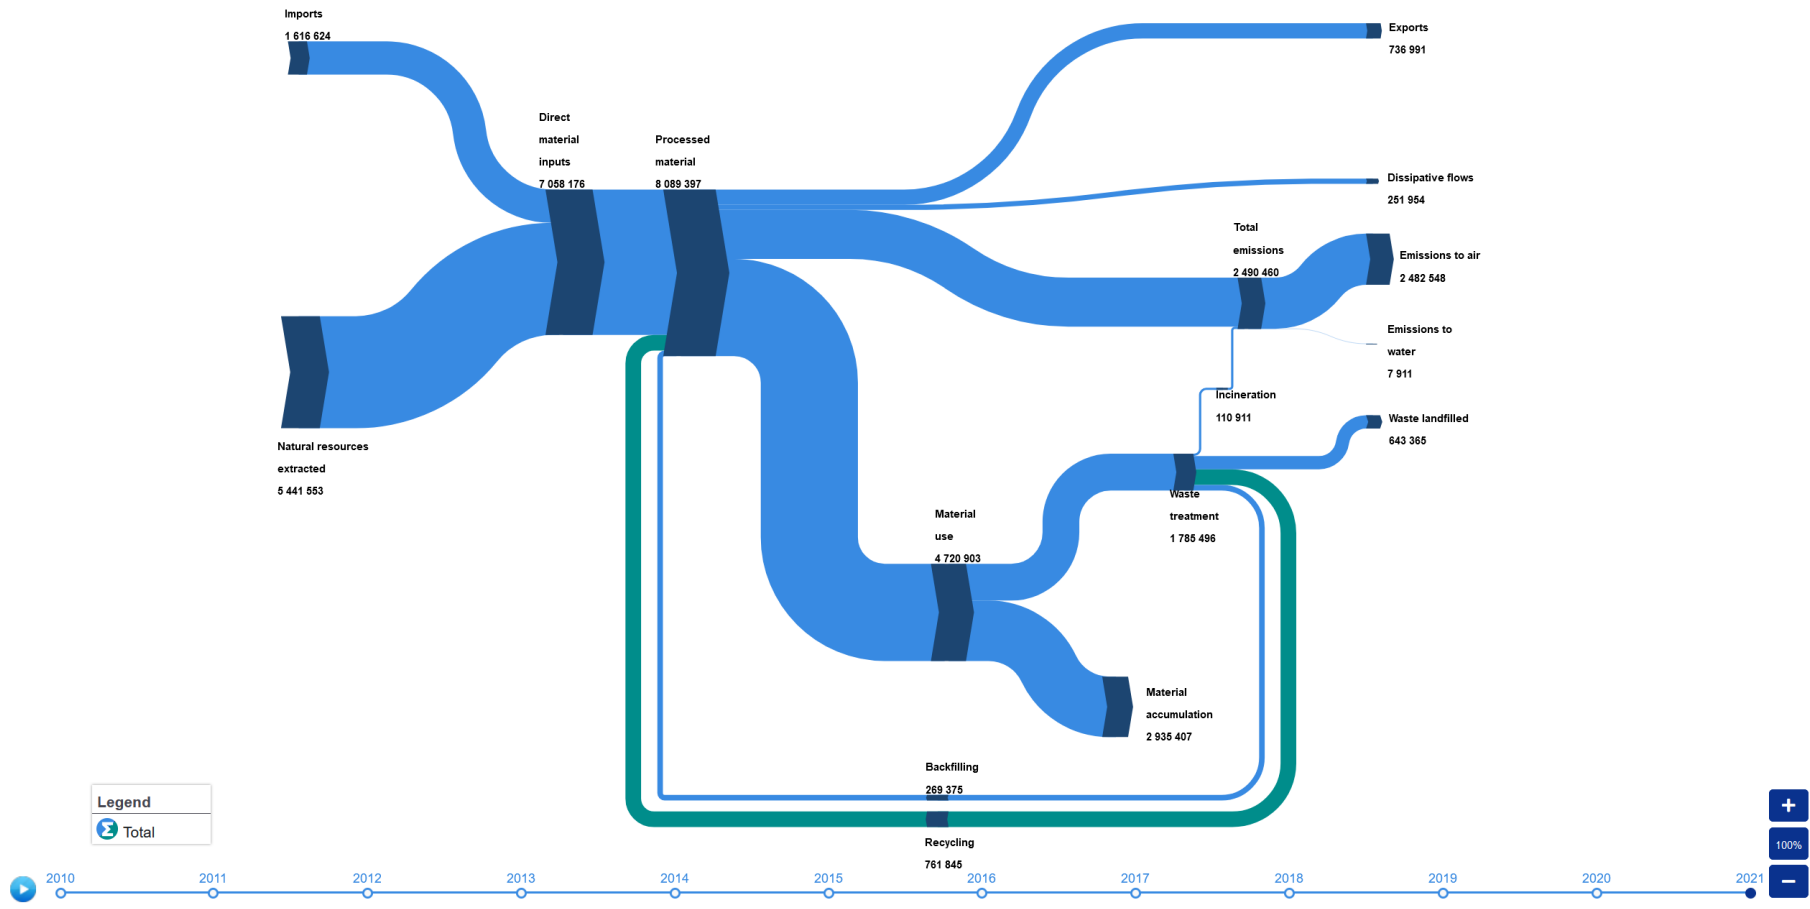 Imports
1 616 624
Exports
736 991
Direct
material
inputs
7 058 176
Processed
material
8 089 397
Dissipative flows
251 954
Total
emissions
2 490 460
Emissions to air
2 482 548
Emissions to
water
7 911
Incineration
110 911
Waste landfilled
643 365
Natural resources
extracted
5 441 553
Waste
treatment
1 785 496
Material
use
4 720 903
Material
accumulation
2 935 407
Backfilling
269 375
Recycling
761 845
Legend
Total
+
100%
−
2010 2011 2012 2013 2014 2015 2016 2017 2018 2019 2020 2021